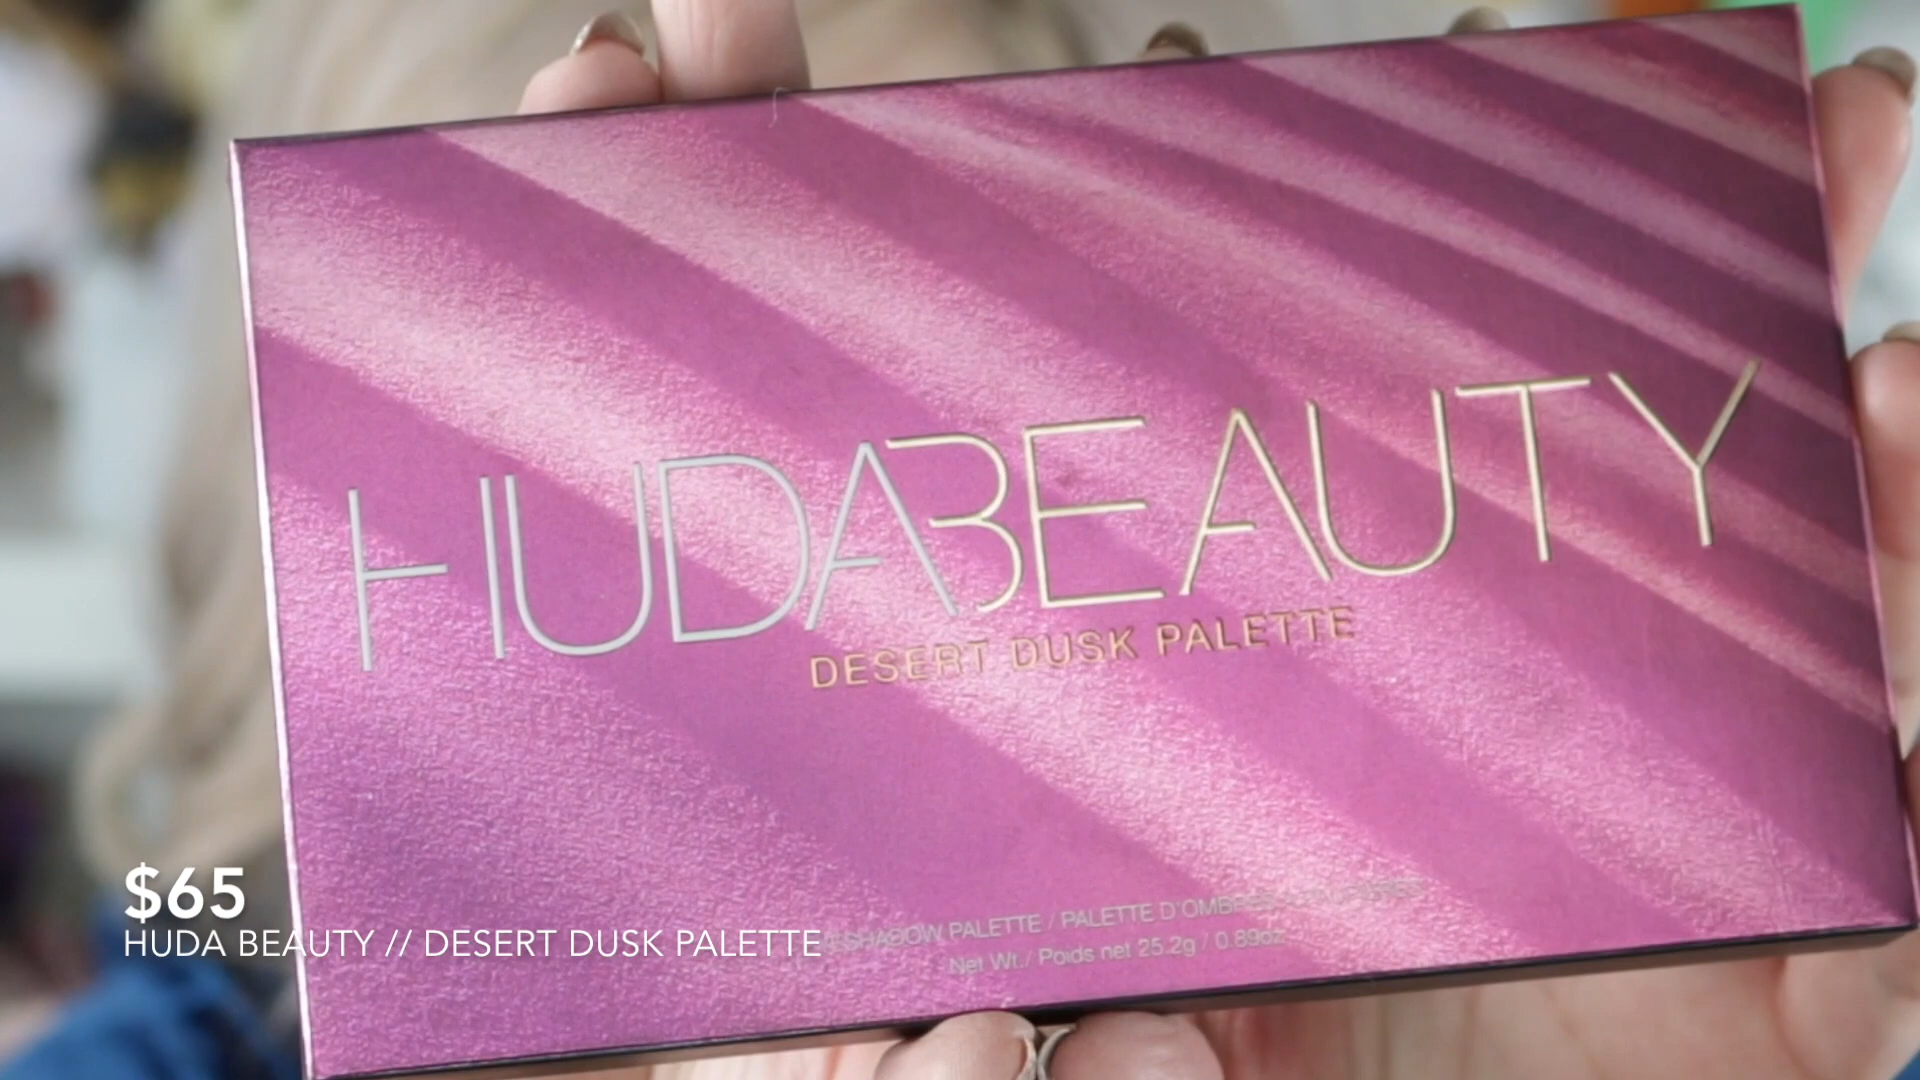 HUDABEAUTY
DESERT DUSK PALETTE
SHADOW PALETTE / PALETTE D'OMBRES
Net Wt./ Poids net 25.2g / 0.89oz
$65
HUDA BEAUTY // DESERT DUSK PALETTE